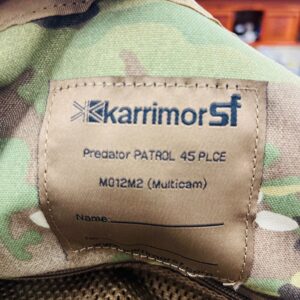 karrimor SF
Predator PATROL 45 PLCE
M012M2 (Multicam)
Name: